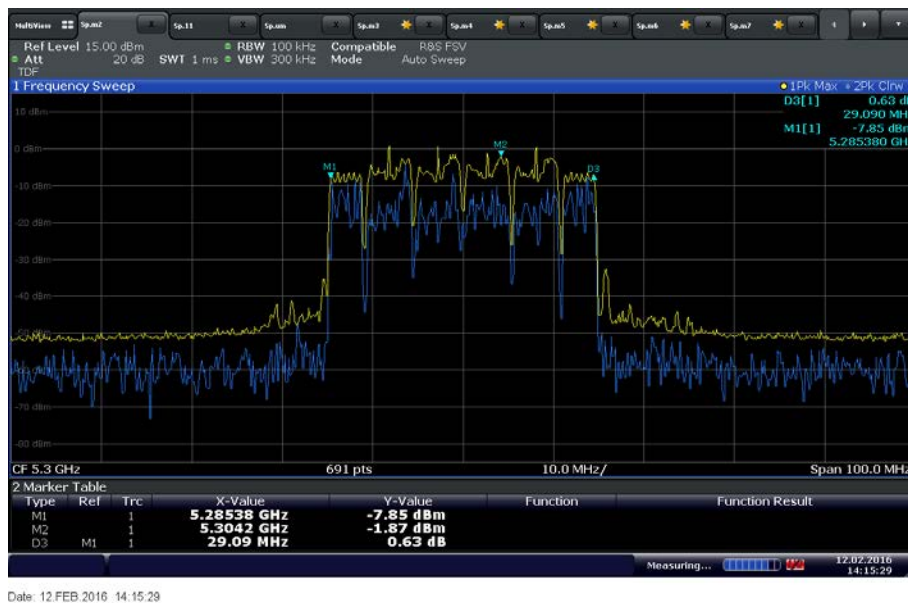 MultiView Sp.m2 X Sp.11 X Sp.um X Sp.m3 X Sp.m4 X Sp.m5 X Sp.m6 X Sp.m7 X
Ref Level 15.00 dBm RBW 100 kHz Compatible R&S FSV
Att 20 dB SWT 1 ms VBW 300 kHz Mode Auto Sweep
TDF
1 Frequency Sweep 1Pk Max 2Pk Clrw
D3[1] 0.63 d
29.090 MH
M1[1] -7.85 dB
5.285380 GH
10 dBm
0 dBm
M2
M1
D3
-10 dBm
-20 dBm
-30 dBm
-40 dBm
-50 dBm
-60 dBm
-70 dBm
-80 dBm
CF 5.3 GHz 691 pts 10.0 MHz/ Span 100.0 MHz
2 Marker Table
Type Ref Trc X-Value Y-Value Function Function Result
M1 1 5.28538 GHz -7.85 dBm
M2 1 5.3042 GHz -1.87 dBm
D3 M1 1 29.09 MHz 0.63 dB
Measuring... 12.02.2016
14:15:29
Date: 12.FEB.2016 14:15:29